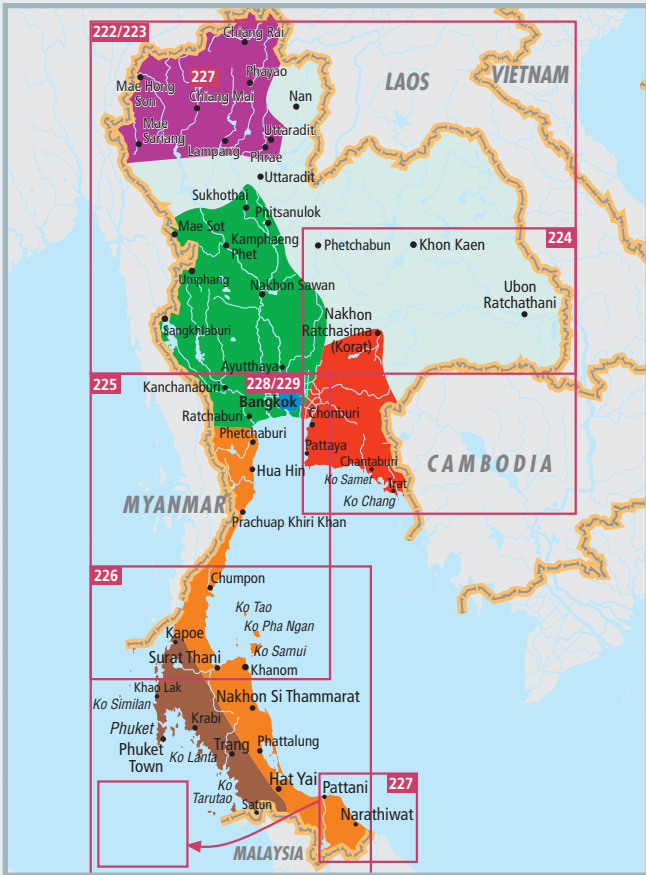 222/223
Chiang Rai
LAOS
VIETNAM
227
Phayao
Mae Hong
Son
Chiang Mai
Nan
Mae
Sariang
Uttaradit
Lampang
Phrae
Uttaradit
Sukhothai
Phitsanulok
Mae Sot
Kamphaeng
Phet
Phetchabun
Khon Kaen
224
Umphang
Nakhon Sawan
Ubon
Ratchathani
Nakhon
Ratchasima
(Korat)
Sangkhlaburi
Ayutthaya
225
Kanchanaburi
228/229
Bangkok
Ratchaburi
Chonburi
Phetchaburi
Pattaya
Chantaburi
CAMBODIA
Hua Hin
Ko Samet
Trat
Ko Chang
MYANMAR
Prachuap Khiri Khan
226
Chumpon
Ko Tao
Ko Pha Ngan
Kapoe
Ko Samui
Surat Thani
Khanom
Khao Lak
Ko Similan
Nakhon Si Thammarat
Krabi
Phuket
Phuket
Town
Ko Lanta
Trang
Phattalung
Hat Yai
Ko
Tarutao
Satun
Pattani
227
Narathiwat
MALAYSIA